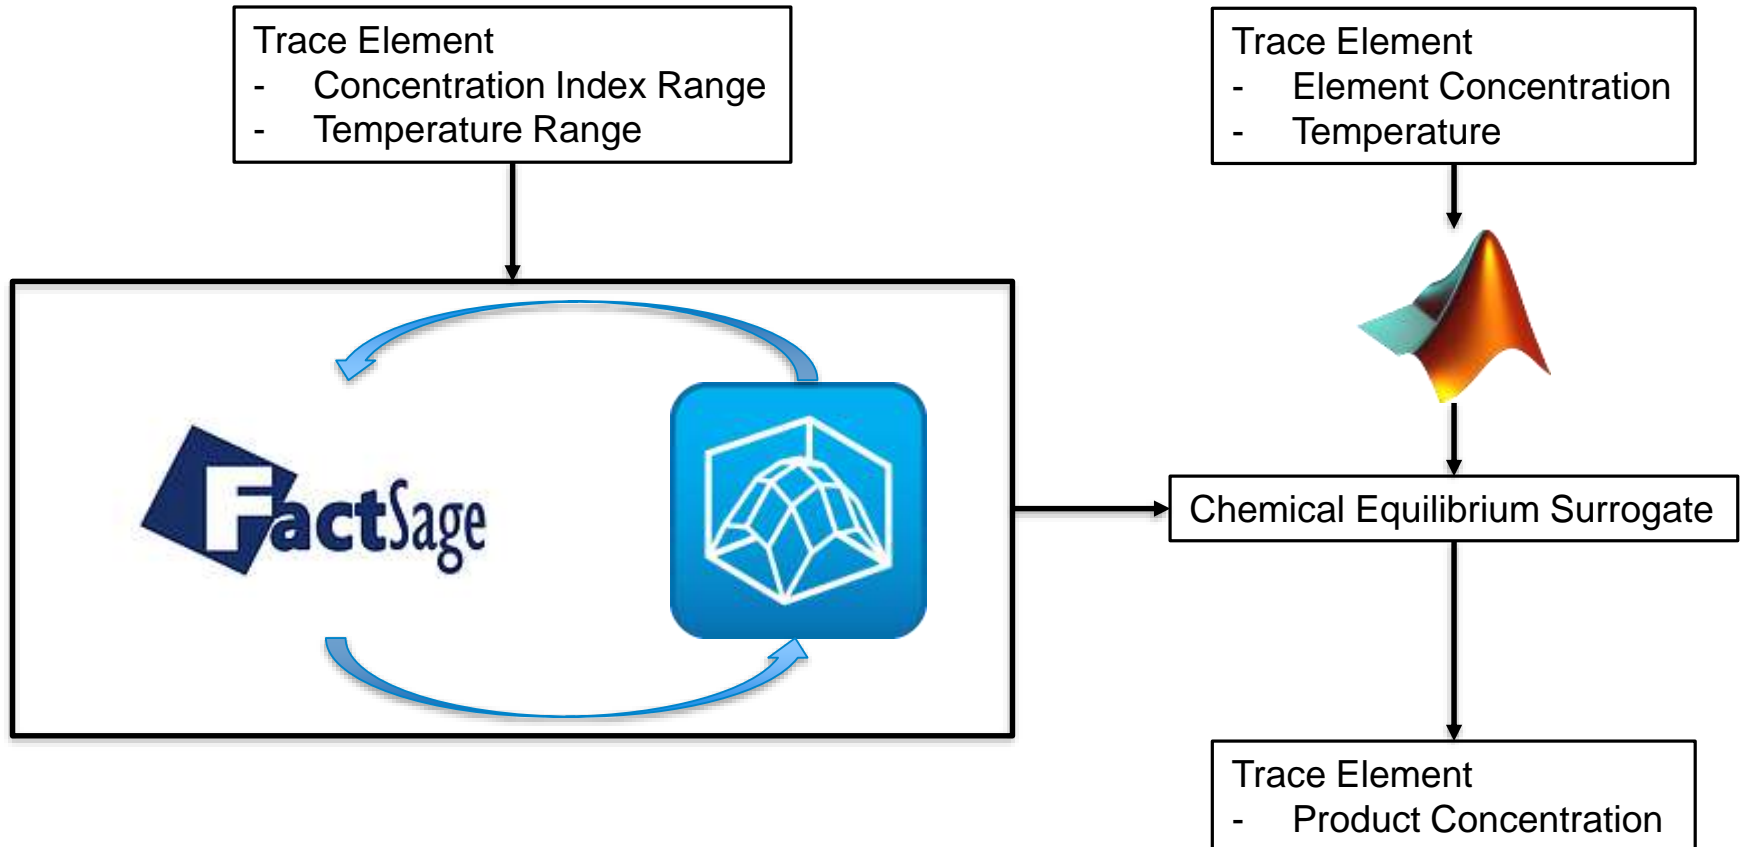 Trace Element
- Concentration Index Range
- Temperature Range
Trace Element
- Element Concentration
- Temperature
FactSage
Chemical Equilibrium Surrogate
Trace Element
- Product Concentration